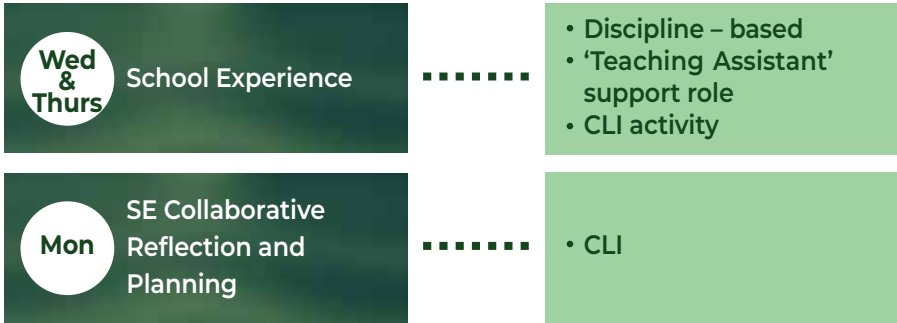 Wed
&
Thurs
School Experience
• Discipline – based
• ‘Teaching Assistant’
support role
• CLI activity
Mon
SE Collaborative
Reflection and
Planning
• CLI